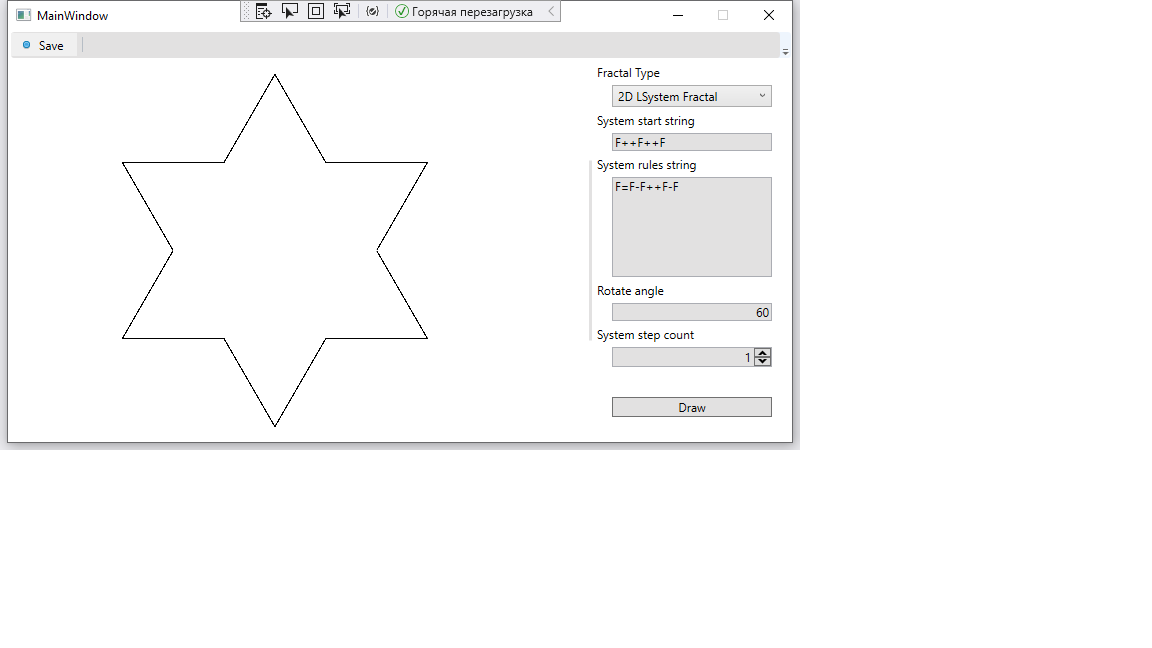 MainWindow
Горячая перезагрузка
Save
Fractal Type
2D LSystem Fractal
System start string
F++F++F
System rules string
F=F-F++F-F
Rotate angle
60
System step count
1
Draw